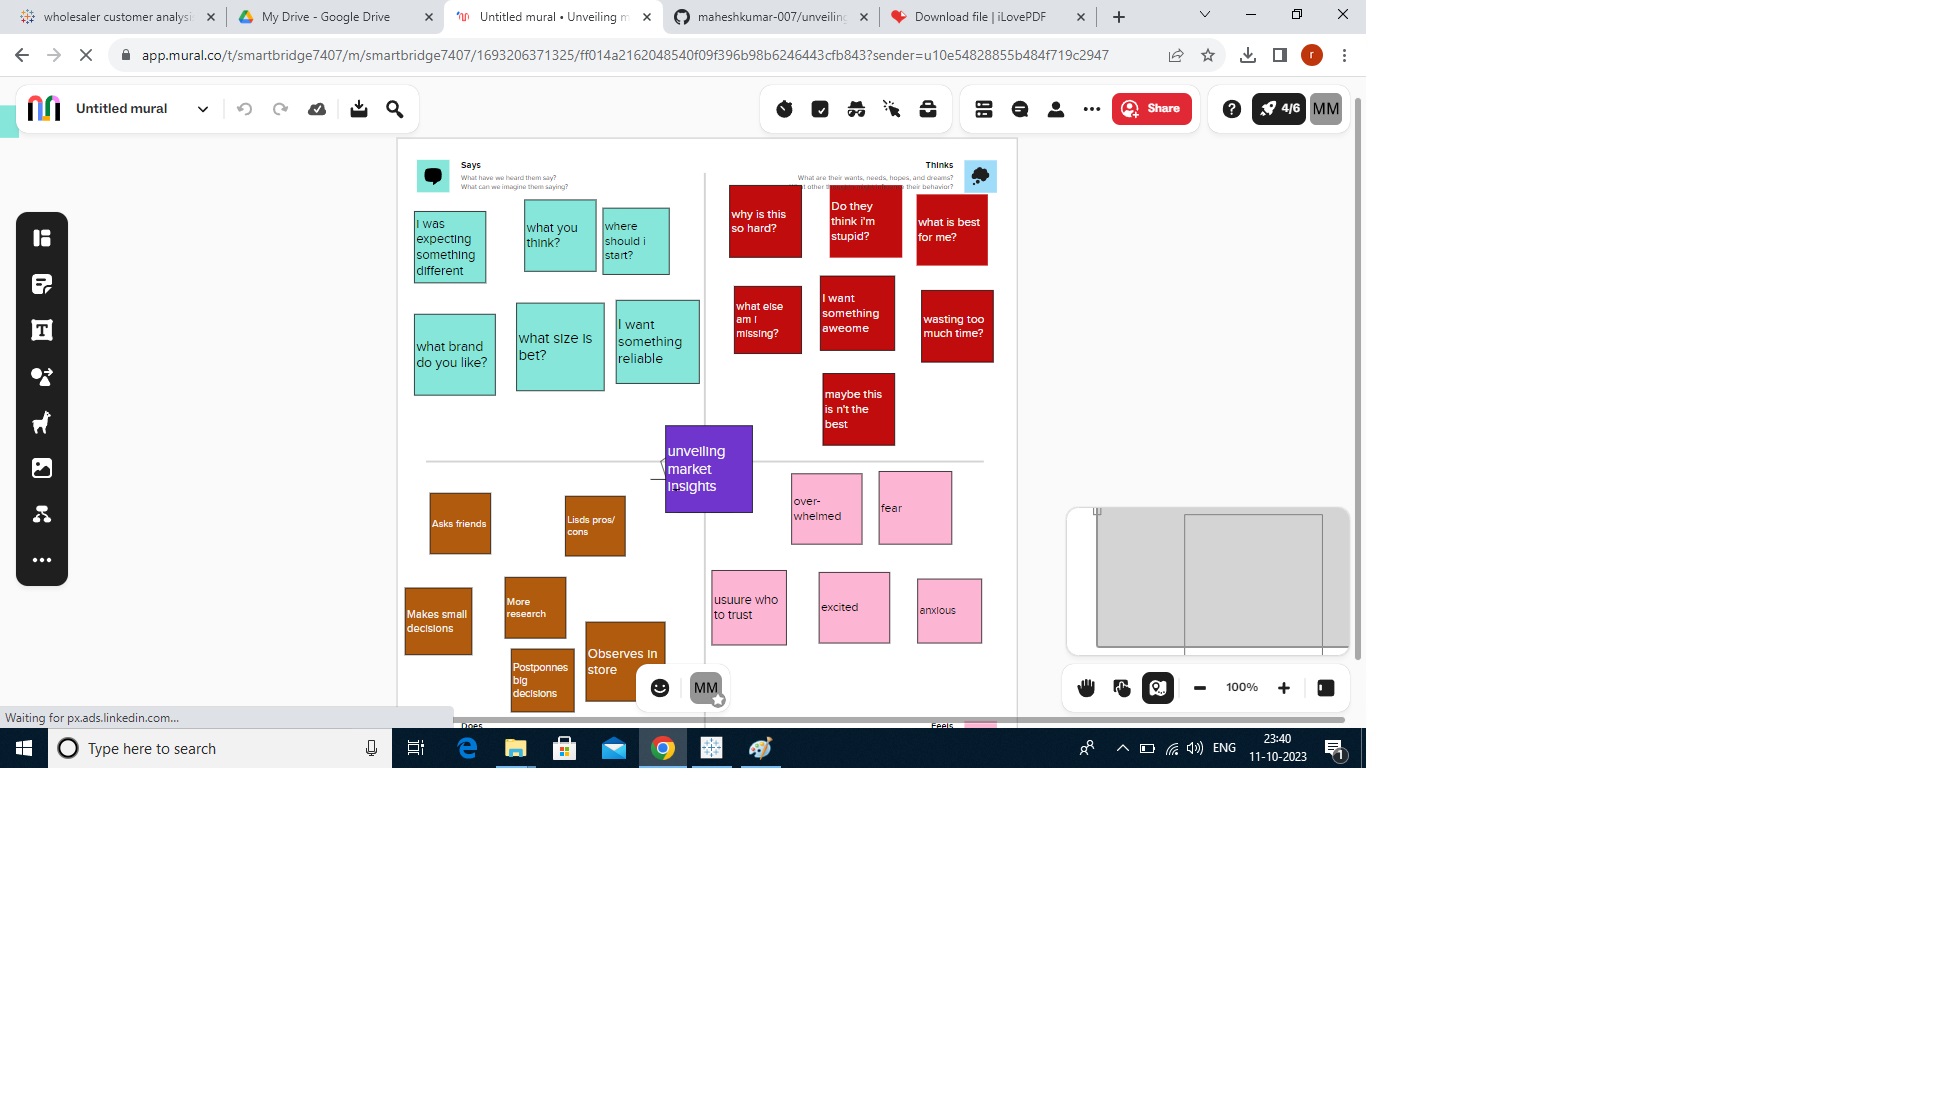 wholesaler customer analysi
My Drive - Google Drive
Untitled mural • Unveiling m
maheshkumar-007/unveiling
Download file | iLovePDF
app.mural.co/t/smartbridge7407/m/smartbridge7407/1693206371325/ff014a2162048540f09f396b98b6246443cfb843?sender=u10e54828855b484f719c2947
r
Untitled mural
Share
4/6
MM
Says
What have we heard them say?
What can we imagine them saying?
Thinks
What are their wants, needs, hopes, and dreams?
their behavior?
I was
expecting
something
different
what you
think?
where
should i
start?
what brand
do you like?
what size is
bet?
I want
something
reliable
why is this
so hard?
Do they
think i'm
stupid?
what is best
for me?
what else
am i
missing?
I want
something
aweome
wasting too
much time?
maybe this
is n't the
best
unveiling
market
insights
Asks friends
Lisds pros/
cons
Makes small
decisions
More
research
Postponnes
big
decisions
Observes in
store
over-
whelmed
fear
usuure who
to trust
excited
anxious
MM
100%
Does
Feels
Waiting for px.ads.linkedin.com...
Type here to search
ENG
23:40
11-10-2023
1